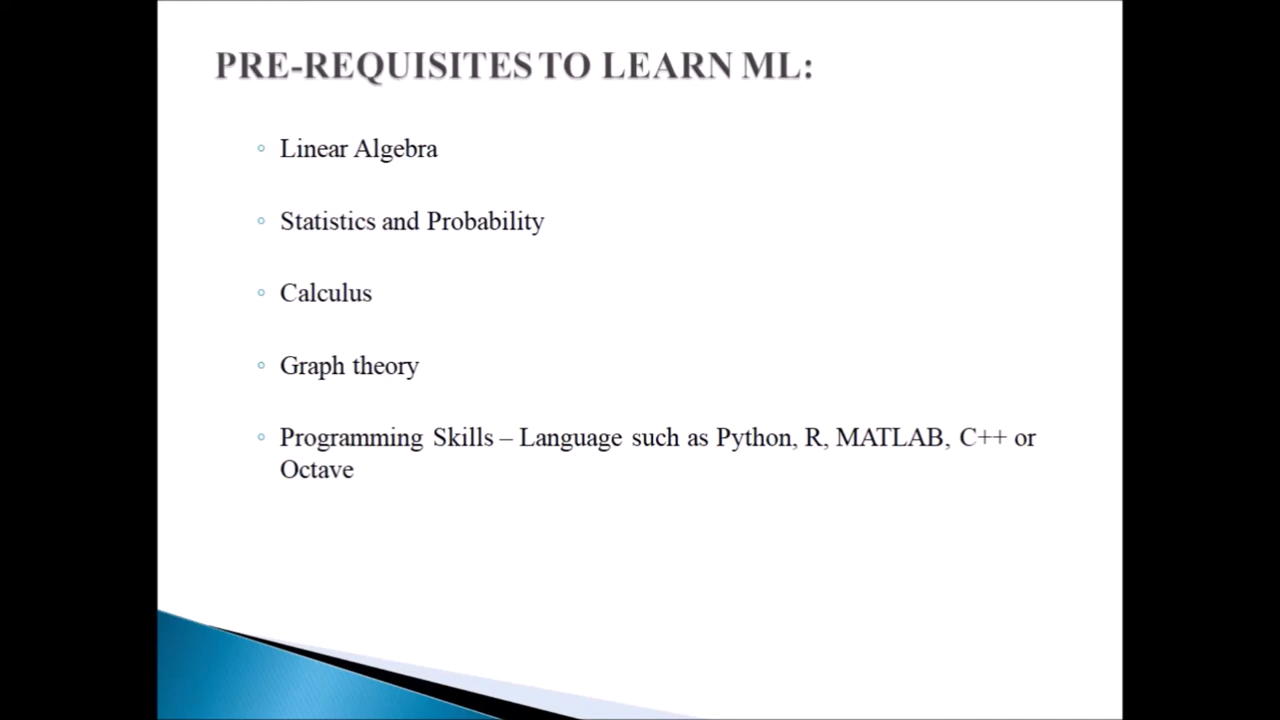 PRE-REQUISITES TO LEARN ML:
◦ Linear Algebra
◦ Statistics and Probability
◦ Calculus
◦ Graph theory
◦ Programming Skills – Language such as Python, R, MATLAB, C++ or
Octave